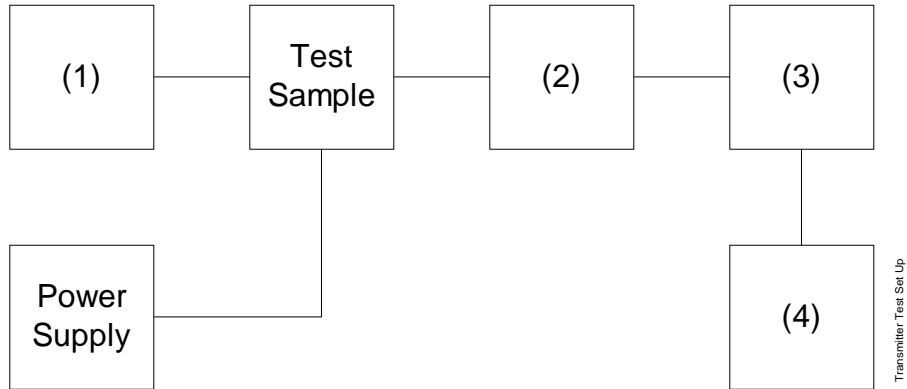 (1)
Test
Sample
(2)
(3)
Power
Supply
(4)
Transmitter Test Set Up